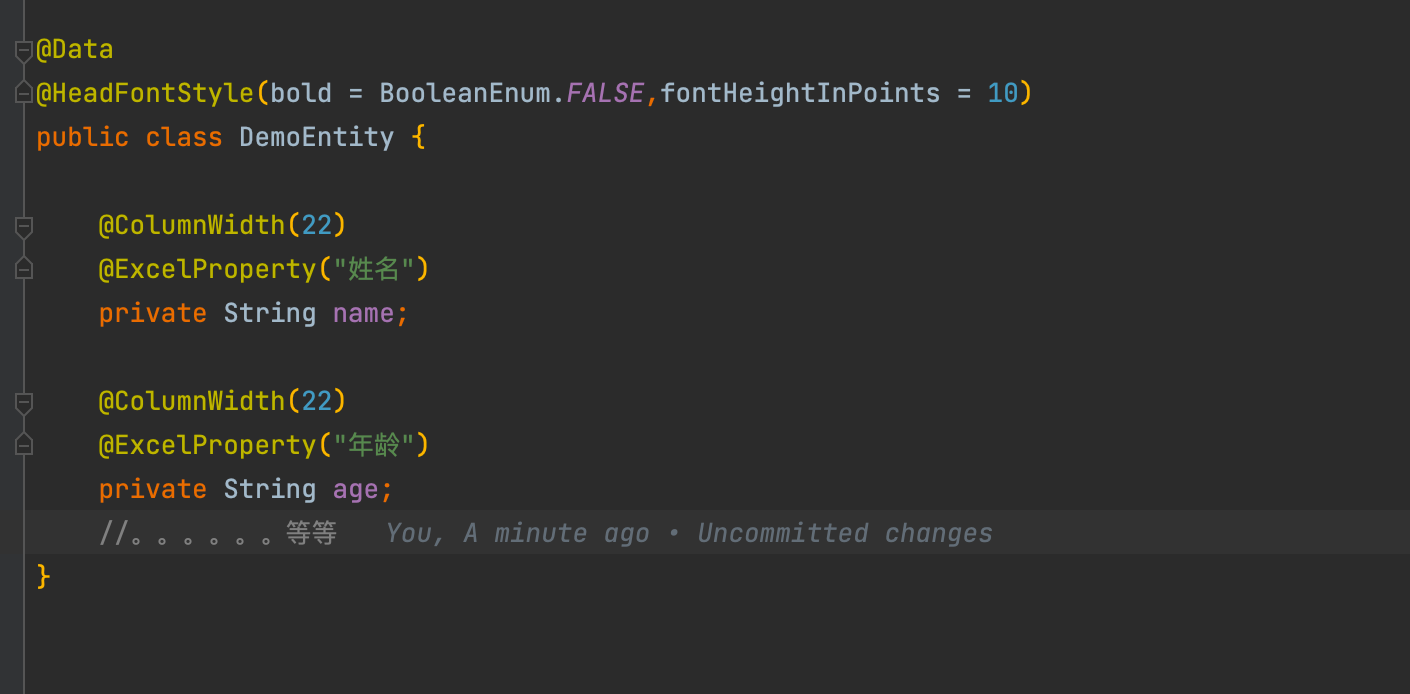 @Data
@HeadFontStyle(bold = BooleanEnum.FALSE,fontHeightInPoints = 10)
public class DemoEntity {
@ColumnWidth(22)
@ExcelProperty("姓名")
private String name;
@ColumnWidth(22)
@ExcelProperty("年龄")
private String age;
//。。。。。。等等 You, A minute ago • Uncommitted changes
}